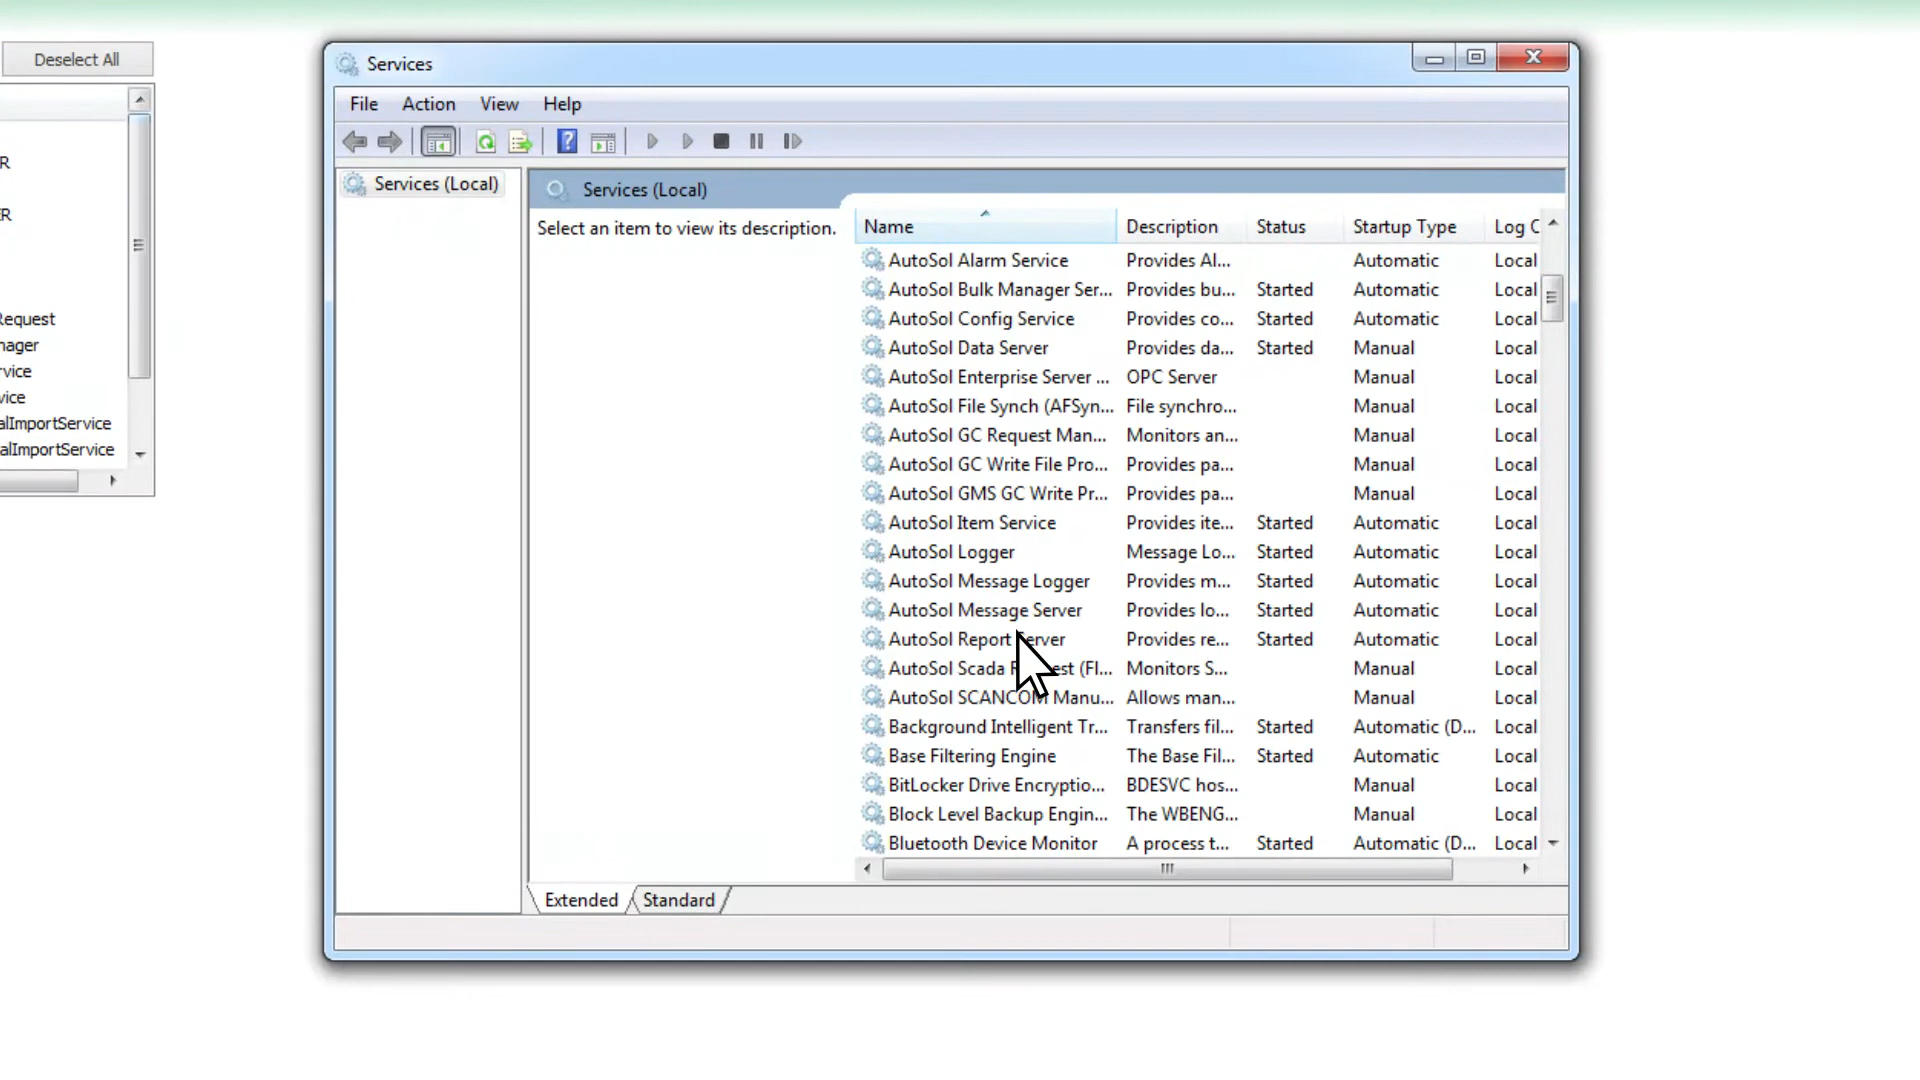 Deselect All
R
ER
Request
nager
rvice
vice
alImportService
alImportService
Services
File Action View Help
Services (Local)
Services (Local)
Select an item to view its description.
Name Description Status Startup Type Log O
AutoSol Alarm Service Provides Al... Automatic Local
AutoSol Bulk Manager Ser... Provides bu... Started Automatic Local
AutoSol Config Service Provides co... Started Automatic Local
AutoSol Data Server Provides da... Started Manual Local
AutoSol Enterprise Server ... OPC Server Manual Local
AutoSol File Synch (AFSyn... File synchro... Manual Local
AutoSol GC Request Man... Monitors an... Manual Local
AutoSol GC Write File Pro... Provides pa... Manual Local
AutoSol GMS GC Write Pr... Provides pa... Manual Local
AutoSol Item Service Provides ite... Started Automatic Local
AutoSol Logger Message Lo... Started Automatic Local
AutoSol Message Logger Provides m... Started Automatic Local
AutoSol Message Server Provides lo... Started Automatic Local
AutoSol Report Server Provides re... Started Automatic Local
AutoSol Scada Request (Fl... Monitors S... Manual Local
AutoSol SCANCOM Manu... Allows man... Manual Local
Background Intelligent Tr... Transfers fil... Started Automatic (D... Local
Base Filtering Engine The Base Fil... Started Automatic Local
BitLocker Drive Encryptio... BDESVC hos... Manual Local
Block Level Backup Engin... The WBENG... Manual Local
Bluetooth Device Monitor A process t... Started Automatic (D... Local
Extended Standard